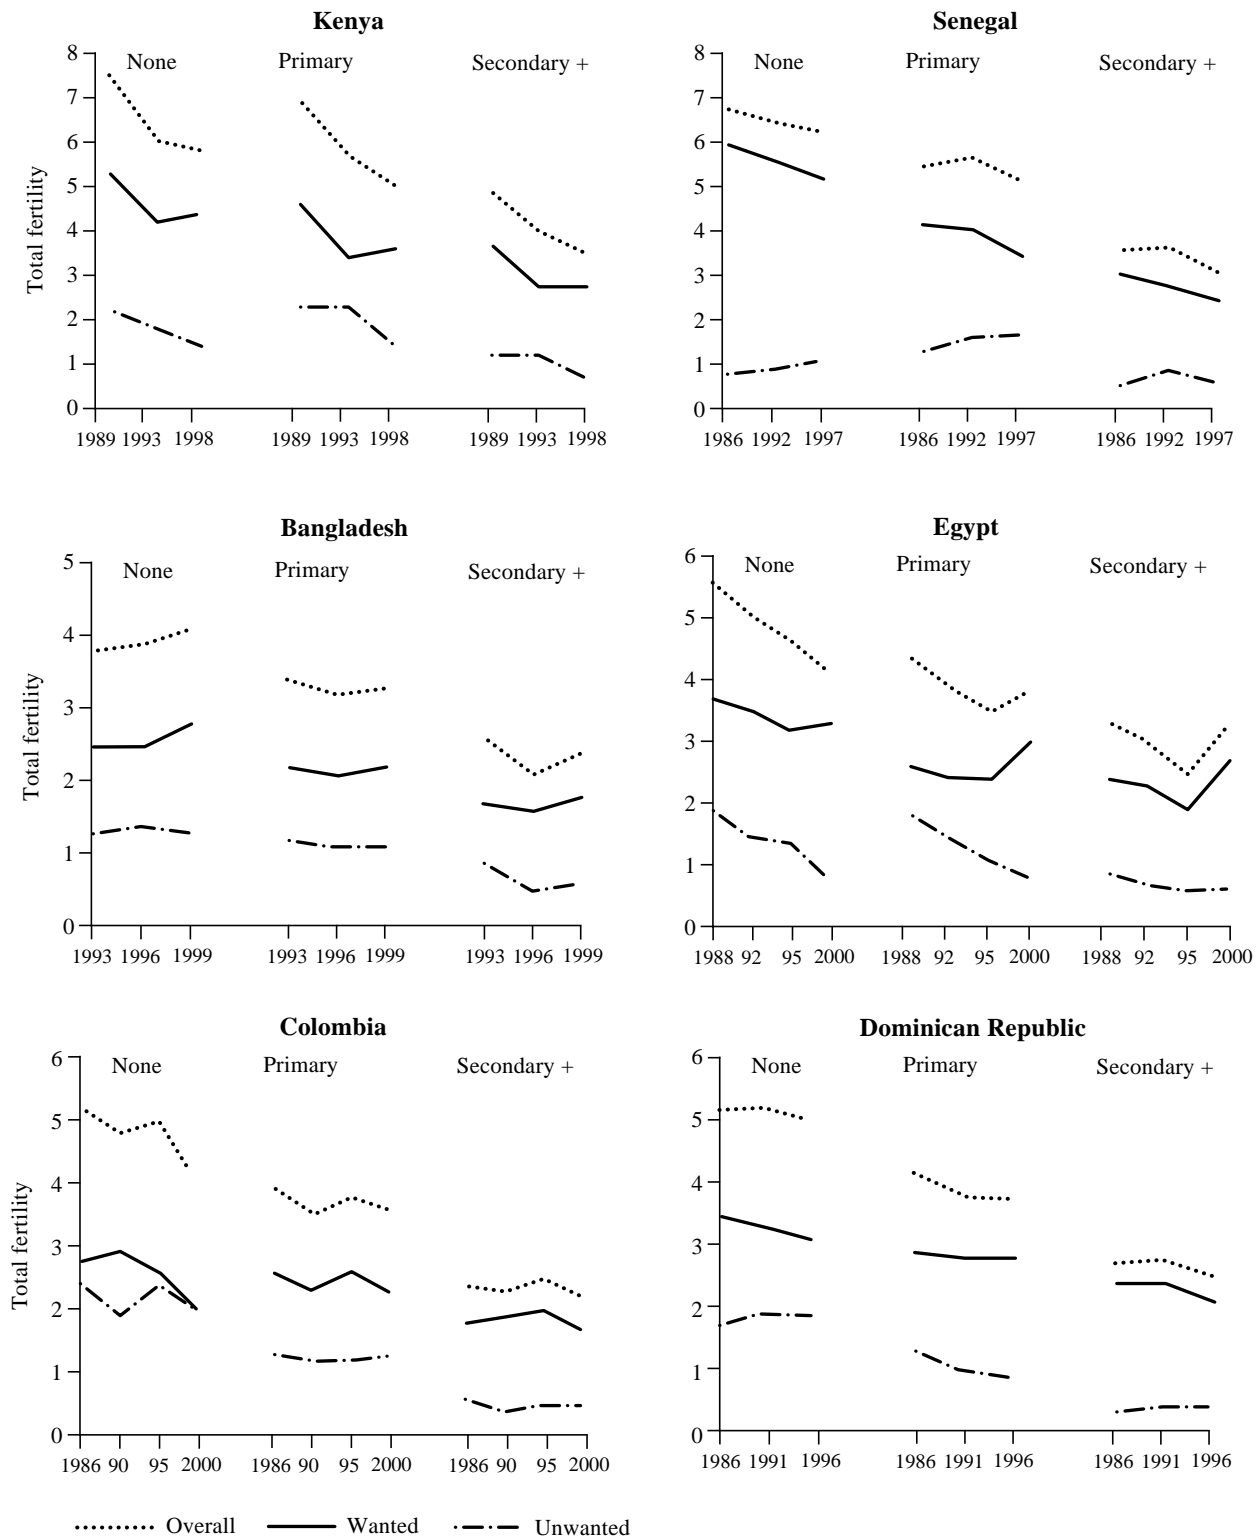 Kenya
None Primary Secondary +
8
7
6
5
4
3
2
1
0
Total fertility
1989 1993 1998 1989 1993 1998 1989 1993 1998
Senegal
None Primary Secondary +
8
7
6
5
4
3
2
1
0
1986 1992 1997 1986 1992 1997 1986 1992 1997
Bangladesh
None Primary Secondary +
5
4
3
2
1
0
Total fertility
1993 1996 1999 1993 1996 1999 1993 1996 1999
Egypt
None Primary Secondary +
6
5
4
3
2
1
0
1988 92 95 2000 1988 92 95 2000 1988 92 95 2000
Colombia
None Primary Secondary +
6
5
4
3
2
1
0
Total fertility
1986 90 95 2000 1986 90 95 2000 1986 90 95 2000
Dominican Republic
None Primary Secondary +
6
5
4
3
2
1
0
1986 1991 1996 1986 1991 1996 1986 1991 1996
Overall Wanted Unwanted